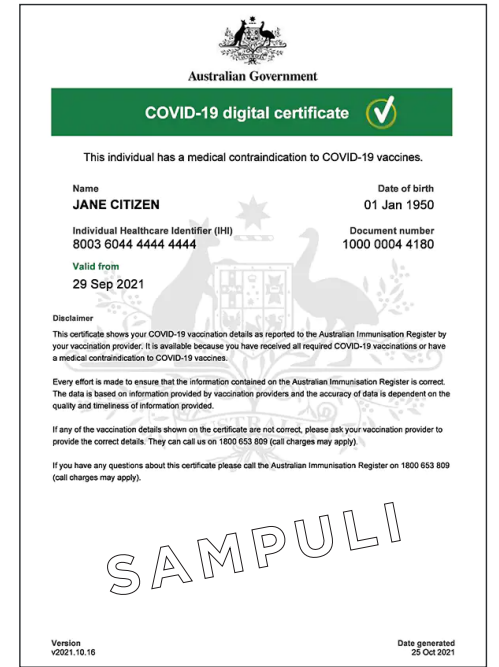 Australian Government
COVID-19 digital certificate
This individual has a medical contraindication to COVID-19 vaccines.
Name
JANE CITIZEN
Date of birth
01 Jan 1950
Individual Healthcare Identifier (IHI)
8003 6044 4444 4444
Document number
1000 0004 4180
Valid from
29 Sep 2021
Disclaimer
This certificate shows your COVID-19 vaccination details as reported to the Australian Immunisation Register by
your vaccination provider. It is available because you have received all required COVID-19 vaccinations or have
a medical contraindication to COVID-19 vaccines.
Every effort is made to ensure that the information contained on the Australian Immunisation Register is correct.
The data is based on information provided by vaccination providers and the accuracy of data is dependent on the
quality and timeliness of information provided.
If any of the vaccination details shown on the certificate are not correct, please ask your vaccination provider to
provide the correct details. They can call us on 1800 653 809 (call charges may apply).
If you have any questions about this certificate please call the Australian Immunisation Register on 1800 653 809
(call charges may apply).
SAMPULI
Version
v2021.10.16
Date generated
25 Oct 2021